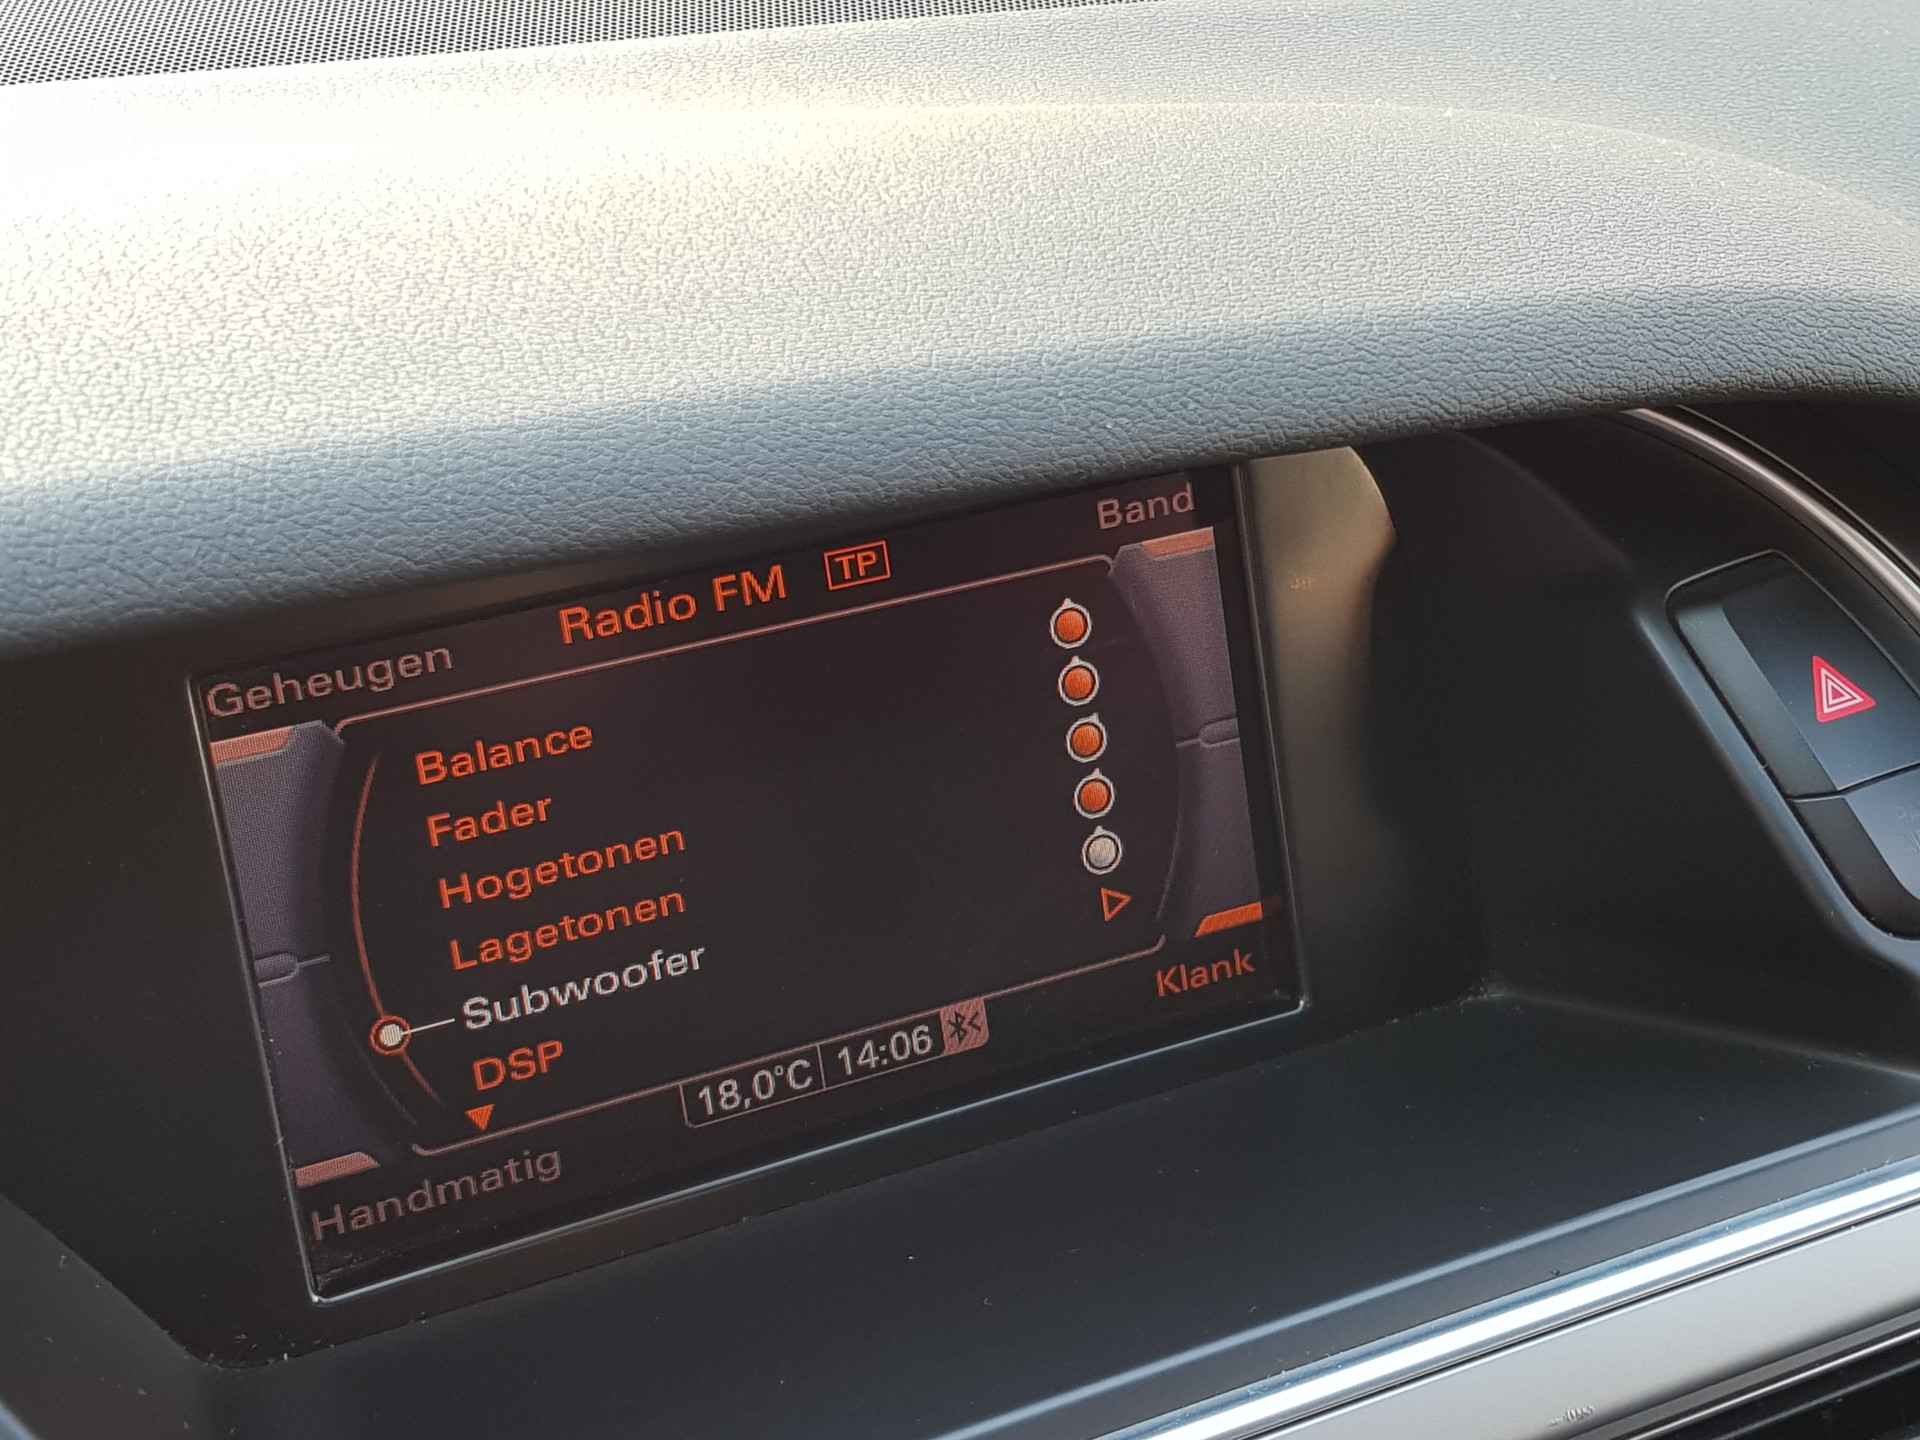 Band
Radio FM TP
Geheugen
Balance
Fader
Hogetonen
Lagetonen
Subwoofer
DSP
Klank
18,0°C 14:06
Handmatig